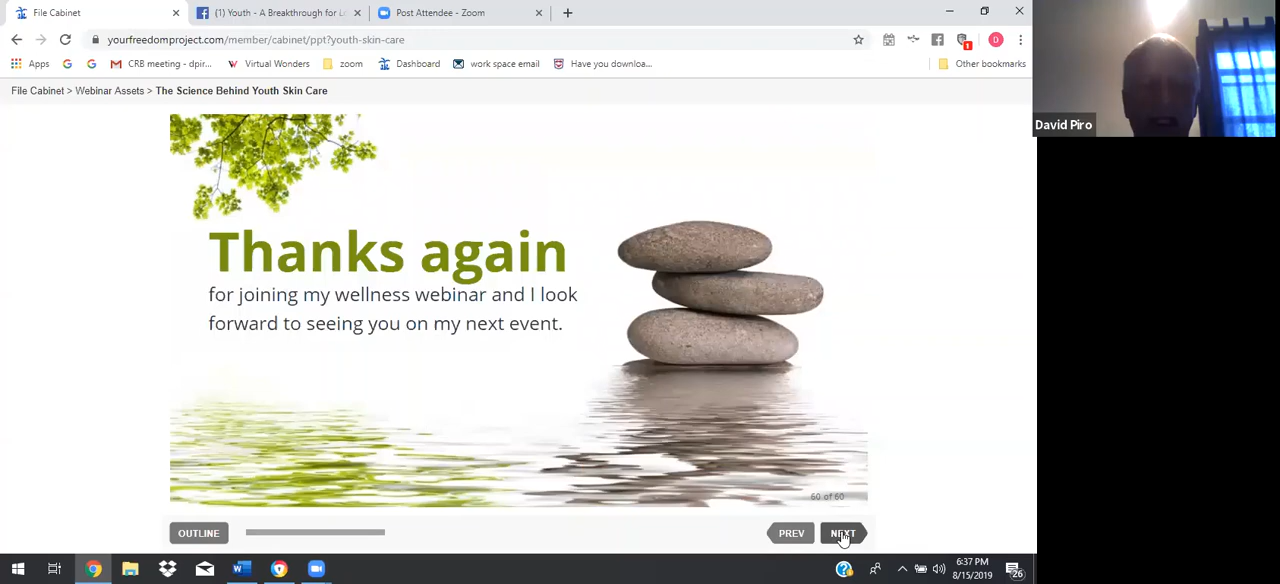 File Cabinet
(1) Youth - A Breakthrough for L
Post Attendee - Zoom
yourfreedomproject.com/member/cabinet/ppt?youth-skin-care
1
D
Apps
CRB meeting - dpir...
Virtual Wonders
zoom
Dashboard
work space email
Have you downloa...
Other bookmarks
File Cabinet > Webinar Assets > The Science Behind Youth Skin Care
David Piro
Thanks again
for joining my wellness webinar and I look
forward to seeing you on my next event.
60 of 60
OUTLINE
PREV
NEXT
6:37 PM
8/15/2019
26